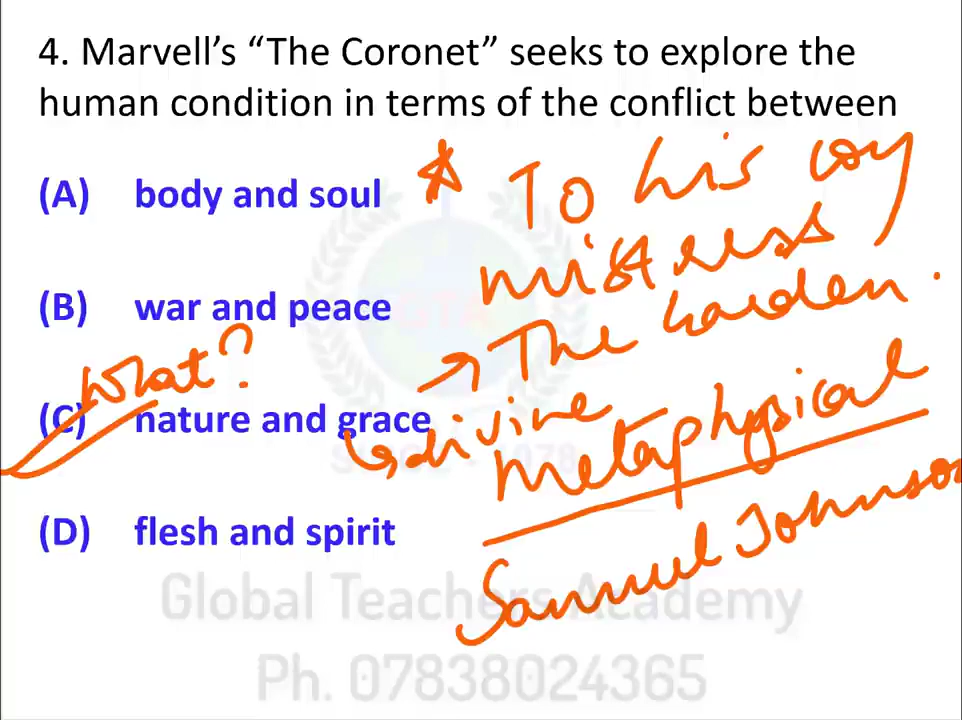 4. Marvell’s “The Coronet” seeks to explore the
human condition in terms of the conflict between
(A) body and soul
To his coy
mistress
(B) war and peace
The Garden.
What?
(C) nature and grace
divine
metaphysical
(D) flesh and spirit
Samuel Johnson
Global Teachers Academy
Ph. 07838024365
GTA